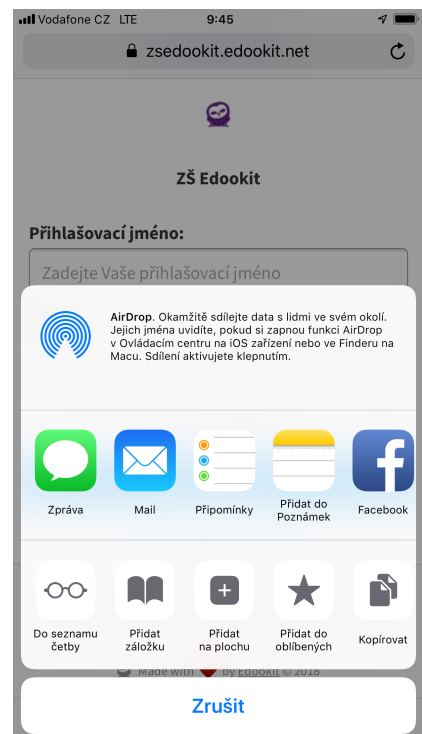 Vodafone CZ LTE 9:45
zsedookit.edookit.net
ZŠ Edookit
Přihlašovací jméno:
Zadejte Vaše přihlašovací jméno
AirDrop. Okamžitě sdílejte data s lidmi ve svém okolí.
Jejich jména uvidíte, pokud si zapnou funkci AirDrop
v Ovládacím centru na iOS zařízení nebo ve Finderu na
Macu. Sdílení aktivujete klepnutím.
Zpráva
Mail
Připomínky
Přidat do
Poznámek
Facebook
Do seznamu
četby
Přidat
záložku
Přidat
na plochu
Přidat do
oblíbených
Kopírovat
Made with by Edookit © 2018
Zrušit